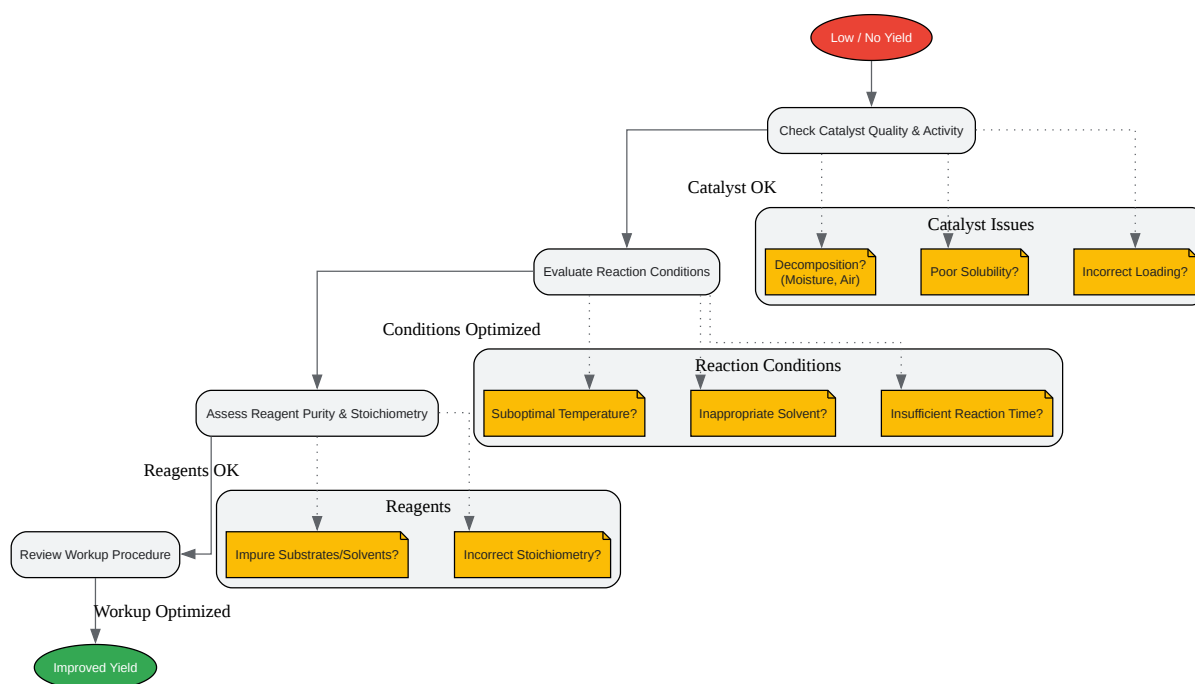 Low / No Yield
Check Catalyst Quality & Activity
Catalyst OK
Catalyst Issues
Decomposition?
(Moisture, Air)
Poor Solubility?
Incorrect Loading?
Evaluate Reaction Conditions
Conditions Optimized
Reaction Conditions
Suboptimal Temperature?
Inappropriate Solvent?
Insufficient Reaction Time?
Assess Reagent Purity & Stoichiometry
Reagents OK
Reagents
Impure Substrates/Solvents?
Incorrect Stoichiometry?
Review Workup Procedure
Workup Optimized
Improved Yield